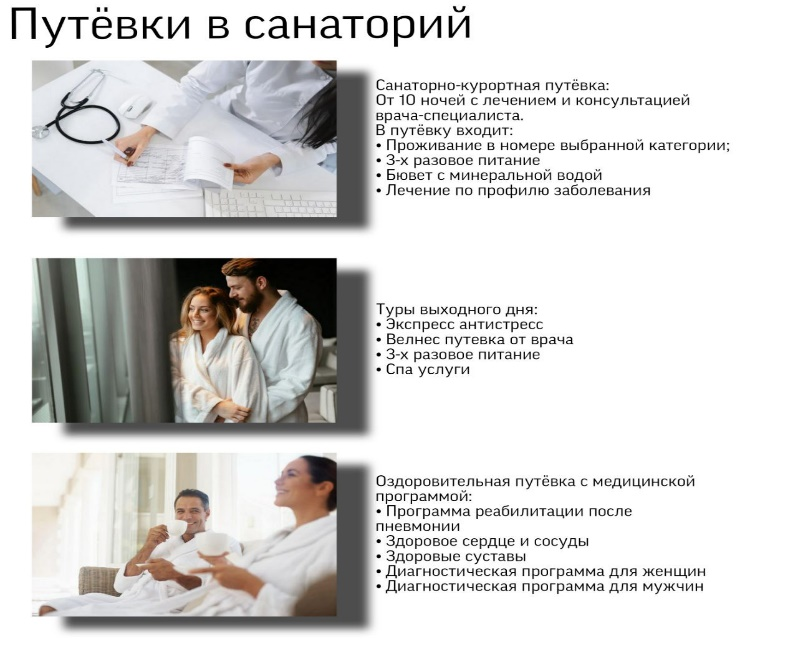 Путёвки в санаторий
Санаторно-курортная путёвка:
От 10 ночей с лечением и консультацией
врача-специалиста.
В путёвку входит:
• Проживание в номере выбранной категории;
• 3-х разовое питание
• Бювет с минеральной водой
• Лечение по профилю заболевания
Туры выходного дня:
• Экспресс антистресс
• Велнес путевка от врача
• 3-х разовое питание
• Спа услуги
Оздоровительная путёвка с медицинской
программой:
• Программа реабилитации после
пневмонии
• Здоровое сердце и сосуды
• Здоровые суставы
• Диагностическая программа для женщин
• Диагностическая программа для мужчин